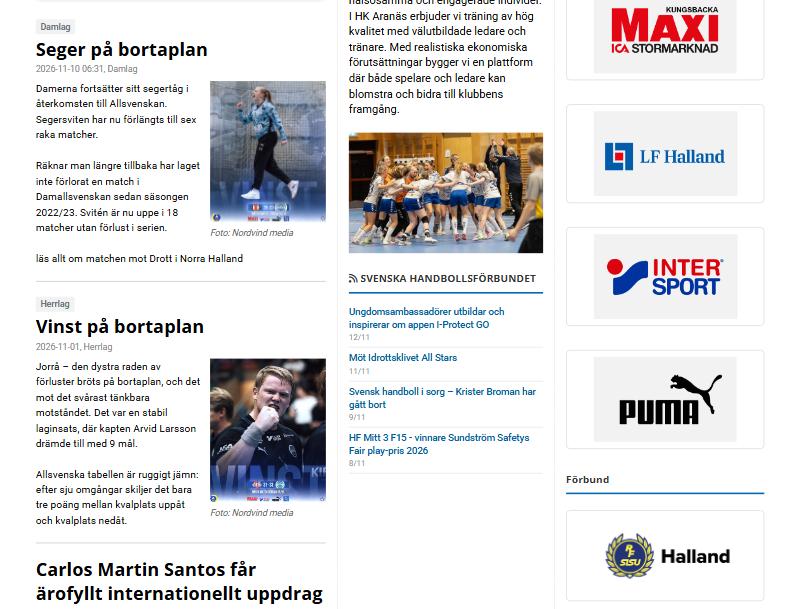 Damlag
Seger på bortaplan
2026-11-10 06:31, Damlag
Damerna fortsätter sitt segertåg i
återkomsten till Allsvenskan.
Segersviten har nu förlängts till sex
raka matcher.
Räknar man längre tillbaka har laget
inte förlorat en match i
Damallsvenskan sedan säsongen
2022/23. Svitén är nu uppe i 18
matcher utan förlust i serien.
Foto: Nordvind media
läs allt om matchen mot Drott i Norra Halland
Herrlag
Vinst på bortaplan
2026-11-01, Herrlag
Jorrå – den dystra raden av
förluster bröts på bortaplan, och det
mot det svårast tänkbara
motståndet. Det var en stabil
laginsats, där kapten Arvid Larsson
drämde till med 9 mål.
Allsvenska tabellen är ruggigt jämn:
efter sju omgångar skiljer det bara
tre poäng mellan kvalplats uppåt
och kvalplats nedåt.
VINST
Foto: Nordvind media
Carlos Martin Santos får
ärofyllt internationellt uppdrag
hälsosamma och engagerade individer.
I HK Aranäs erbjuder vi träning av hög
kvalitet med välutbildade ledare och
tränare. Med realistiska ekonomiska
förutsättningar bygger vi en plattform
där både spelare och ledare kan
blomstra och bidra till klubbens
framgång.
SVENSKA HANDBOLLSFÖRBUNDET
Ungdomsambassadörer utbildar och
inspirerar om appen I-Protect GO
12/11
Möt Idrottsklivet All Stars
11/11
Svensk handboll i sorg – Krister Broman har
gått bort
9/11
HF Mitt 3 F15 - vinnare Sundström Safetys
Fair play-pris 2026
8/11
KUNGSBACKA
MAXI
ICA STORMARKNAD
LF Halland
INTER
SPORT
PUMA
Förbund
RF
SISU
Halland